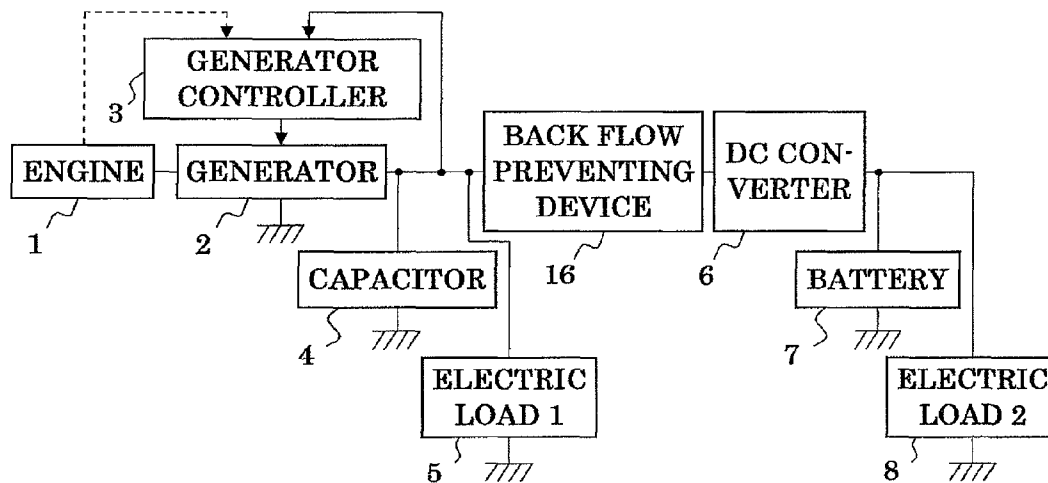 GENERATOR
CONTROLLER
3
ENGINE
1
GENERATOR
2
BACK FLOW
PREVENTING
DEVICE
16
DC CON-
VERTER
6
CAPACITOR
4
BATTERY
7
ELECTRIC
LOAD 1
5
ELECTRIC
LOAD 2
8